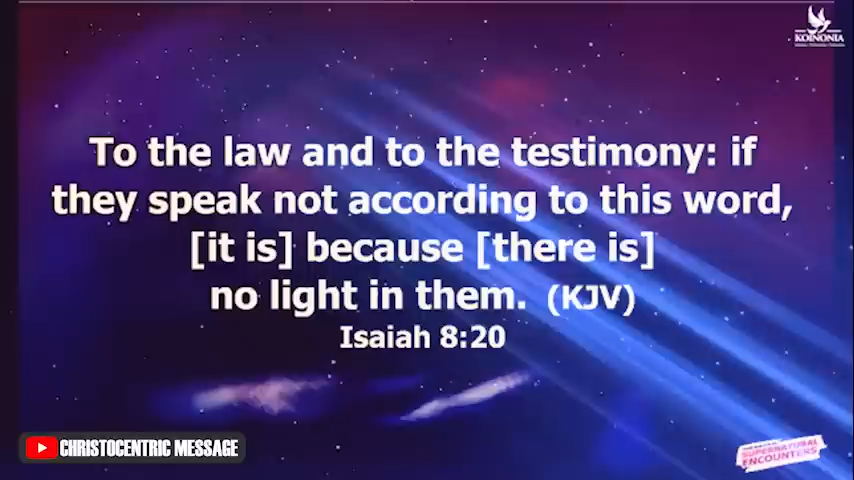 KOINONIA
To the law and to the testimony: if
they speak not according to this word,
[it is] because [there is]
no light in them. (KJV)
Isaiah 8:20
CHRISTOCENTRIC MESSAGE
SUPERNATURAL
ENCOUNTERS